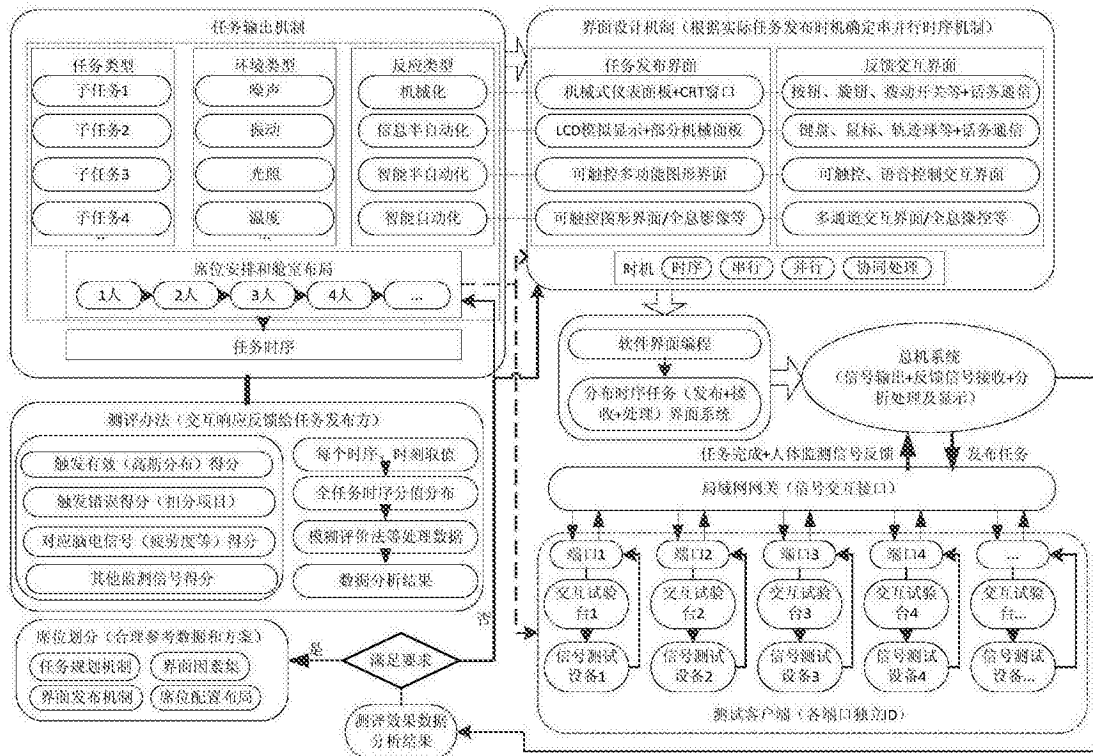 任务输出机制
任务类型
子任务1
子任务2
子任务3
子任务4
..
环境类型
噪声
振动
光照
温度
...
反应类型
机械化
信息半自动化
智能半自动化
智能自动化
席位安排和舱室布局
1人
2人
3人
4人
...
任务时序
界面设计机制（根据实际任务发布时机确定串并行时序机制）
任务发布界面
机械式仪表面板+CRT窗口
LCD模拟显示+部分机械面板
可触控多功能图形界面
可触控图形界面/全息影像等
反馈交互界面
按钮、旋钮、拨动开关等+话务通信
键盘、鼠标、轨迹球等+话务通信
可触控、语音控制交互界面
多通道交互界面/全息操控等
时机
时序
串行
并行
协同处理
软件界面编程
分布时序任务（发布+接
收+处理）界面系统
总机系统
（信号输出+反馈信号接收+分
析处理及显示）
任务完成+人体监测信号反馈
发布任务
局域网网关（信号交互接口）
端口1
端口2
端口3
端口4
...
交互试验
台1
交互试验
台2
交互试验
台3
交互试验
台4
交互试验
台...
信号测试
设备1
信号测试
设备2
信号测试
设备3
信号测试
设备4
信号测试
设备...
测试客户端（各端口独立ID）
测评办法（交互响应反馈给任务发布方）
触发有效（高斯分布）得分
触发错误得分（扣分项目）
对应脑电信号（疲劳度等）得分
其他监测信号得分
每个时序、时刻取值
全任务时序分值分布
模糊评价法等处理数据
数据分析结果
席位划分（合理参考数据和方案）
任务规划机制
界面因素集
界面发布机制
席位配置布局
是
满足要求
否
测评效果数据
分析结果